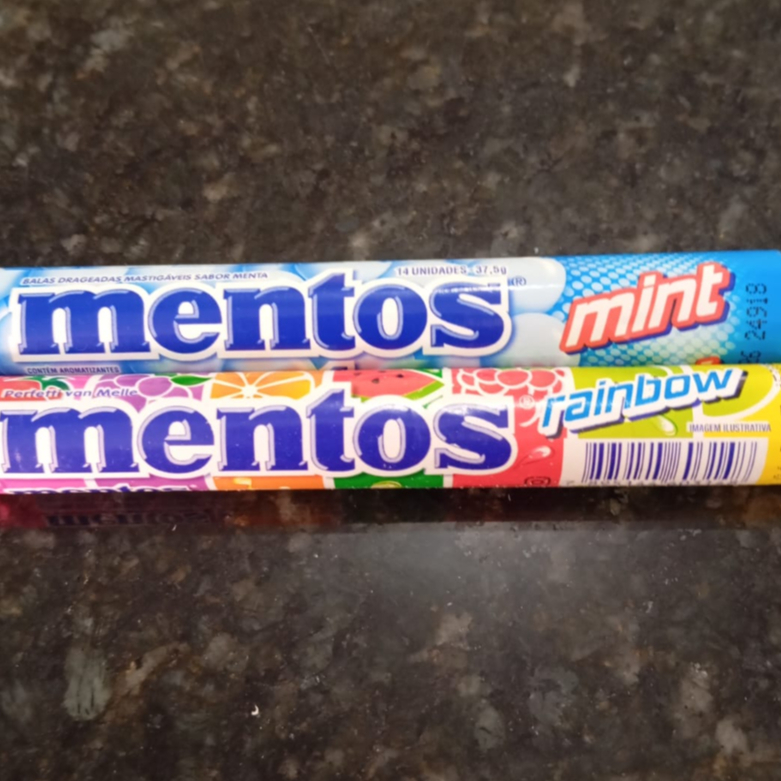 BALAS DRAGEADAS MASTIGÁVEIS SABOR MENTA
14 UNIDADES 37,5g
mentos
mint
24918
CONTÉM AROMATIZANTES
Perfetti van Melle
mentos
rainbow
IMAGEM ILUSTRATIVA
mentos